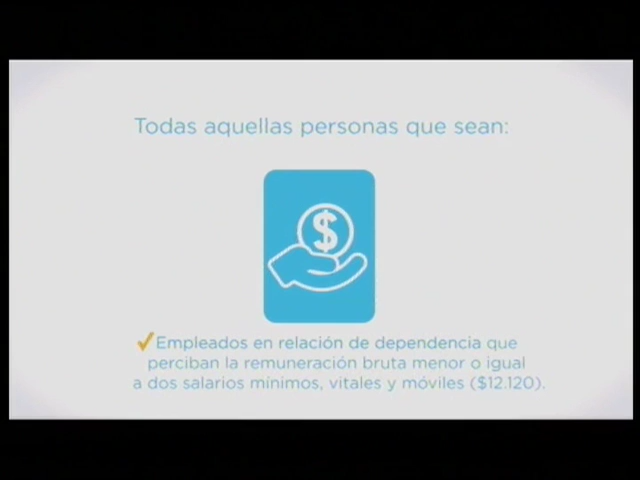 Todas aquellas personas que sean:
$
✓Empleados en relación de dependencia que
perciban la remuneración bruta menor o igual
a dos salarios mínimos, vitales y móviles ($12.120).